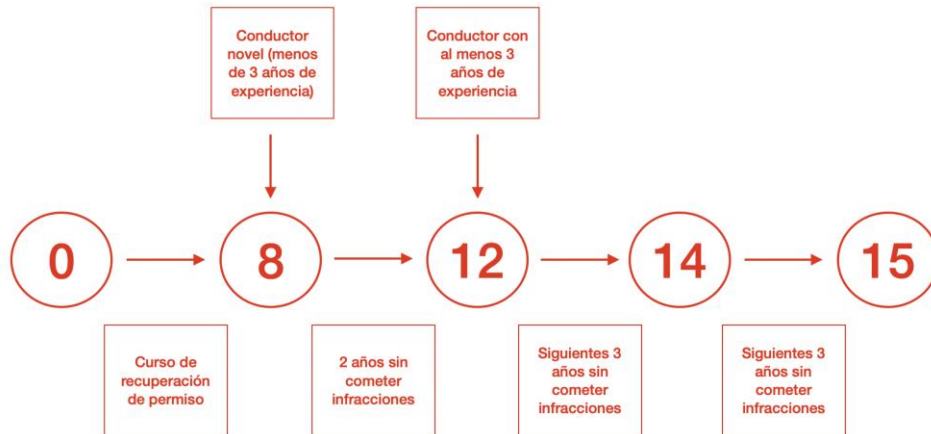 Conductor
novel (menos
de 3 años de
experiencia)
Conductor con
al menos 3
años de
experiencia
0
8
12
14
15
Curso de
recuperación
de permiso
2 años sin
cometer
infracciones
Siguientes 3
años sin
cometer
infracciones
Siguientes 3
años sin
cometer
infracciones